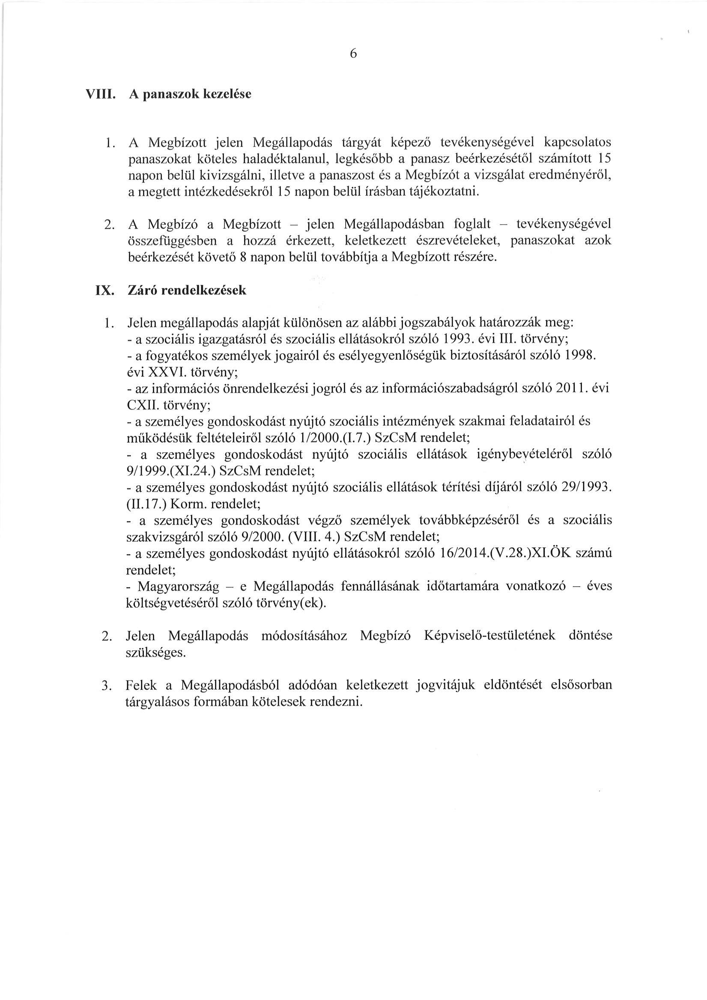 6
VIII. A panaszok kezelése
1. A Megbízott jelen Megállapodás tárgyát képező tevékenységével kapcsolatos
panaszokat köteles haladéktalanul, legkésőbb a panasz beérkezésétől számított 15
napon belül kivizsgálni, illetve a panaszost és a Megbízót a vizsgálat eredményéről,
a megtett intézkedésekről 15 napon belül írásban tájékoztatni.
2. A Megbízó a Megbízott – jelen Megállapodásban foglalt – tevékenységével
összefüggésben a hozzá érkezett, keletkezett észrevételeket, panaszokat azok
beérkezését követő 8 napon belül továbbítja a Megbízott részére.
IX. Záró rendelkezések
1. Jelen megállapodás alapját különösen az alábbi jogszabályok határozzák meg:
- a szociális igazgatásról és szociális ellátásokról szóló 1993. évi III. törvény;
- a fogyatékos személyek jogairól és esélyegyenlőségük biztosításáról szóló 1998.
évi XXVI. törvény;
- az információs önrendelkezési jogról és az információszabadságról szóló 2011. évi
CXII. törvény;
- a személyes gondoskodást nyújtó szociális intézmények szakmai feladatairól és
működésük feltételeiről szóló 1/2000.(I.7.) SzCsM rendelet;
- a személyes gondoskodást nyújtó szociális ellátások igénybevételéről szóló
9/1999.(XI.24.) SzCsM rendelet;
- a személyes gondoskodást nyújtó szociális ellátások térítési díjáról szóló 29/1993.
(II.17.) Korm. rendelet;
- a személyes gondoskodást végző személyek továbbképzéséről és a szociális
szakvizsgáról szóló 9/2000. (VIII. 4.) SzCsM rendelet;
- a személyes gondoskodást nyújtó ellátásokról szóló 16/2014.(V.28.)XI.ÖK számú
rendelet;
- Magyarország – e Megállapodás fennállásának időtartamára vonatkozó – éves
költségvetéséről szóló törvény(ek).
2. Jelen Megállapodás módosításához Megbízó Képviselő-testületének döntése
szükséges.
3. Felek a Megállapodásból adódóan keletkezett jogvitájuk eldöntését elsősorban
tárgyalásos formában kötelesek rendezni.